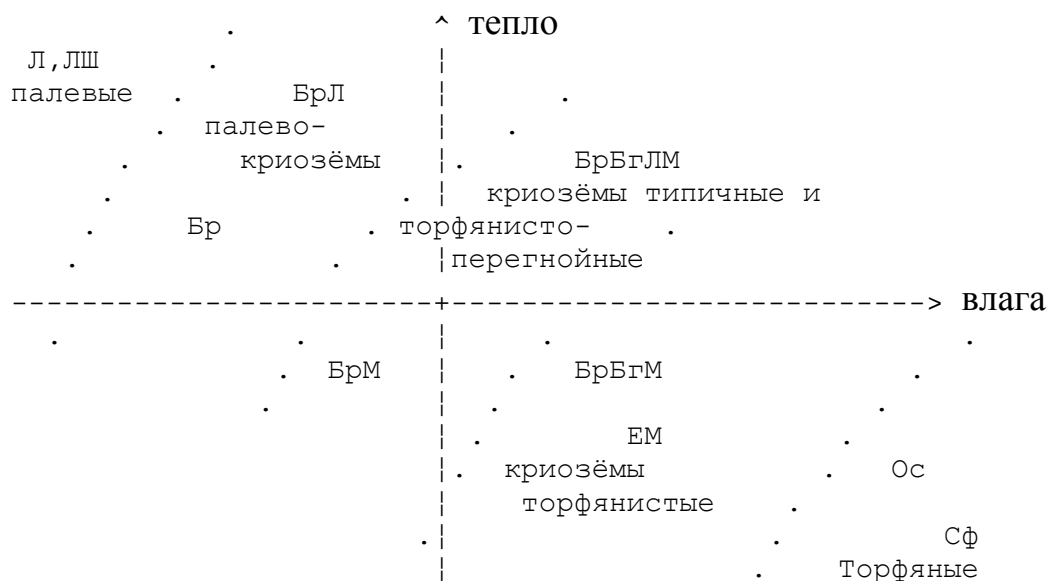 тепло
Л,ЛШ
палевые БрЛ
палево-
криозёмы БрБгЛМ
криозёмы типичные и
Бр торфянисто-
перегнойные
влага
БрМ БрБгМ
ЕМ
криозёмы Ос
торфянистые
Сф
Торфяные